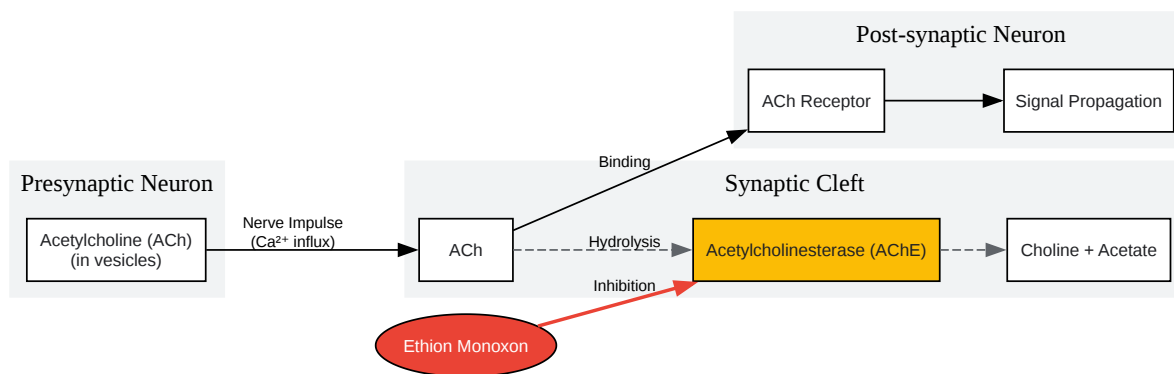 Post-synaptic Neuron
ACh Receptor
Signal Propagation
Binding
Presynaptic Neuron
Synaptic Cleft
Acetylcholine (ACh)
(in vesicles)
Nerve Impulse
(Ca²⁺ influx)
ACh
Hydrolysis
Acetylcholinesterase (AChE)
Choline + Acetate
Inhibition
Ethion Monoxon